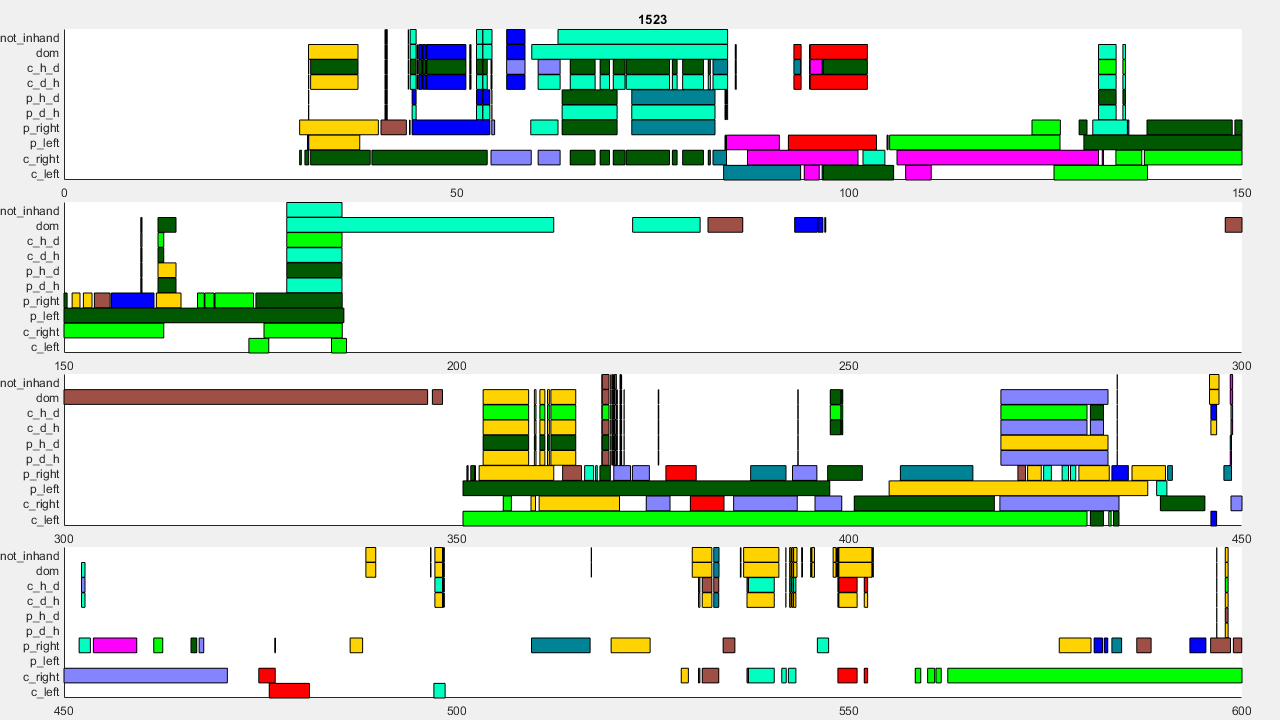 1523
not_inhand
dom
c_h_d
c_d_h
p_h_d
p_d_h
p_right
p_left
c_right
c_left
0 50 100 150
not_inhand
dom
c_h_d
c_d_h
p_h_d
p_d_h
p_right
p_left
c_right
c_left
150 200 250 300
not_inhand
dom
c_h_d
c_d_h
p_h_d
p_d_h
p_right
p_left
c_right
c_left
300 350 400 450
not_inhand
dom
c_h_d
c_d_h
p_h_d
p_d_h
p_right
p_left
c_right
c_left
450 500 550 600